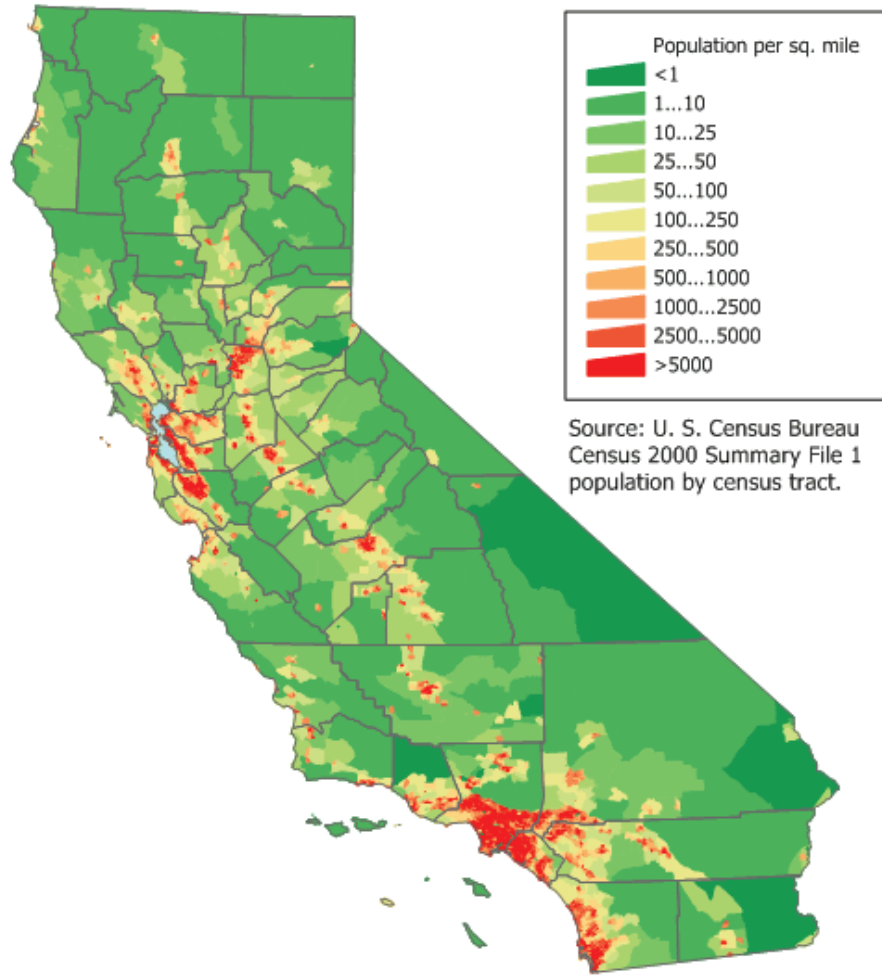 Population per sq. mile
<1
1...10
10...25
25...50
50...100
100...250
250...500
500...1000
1000...2500
2500...5000
>5000
Source: U. S. Census Bureau
Census 2000 Summary File 1
population by census tract.